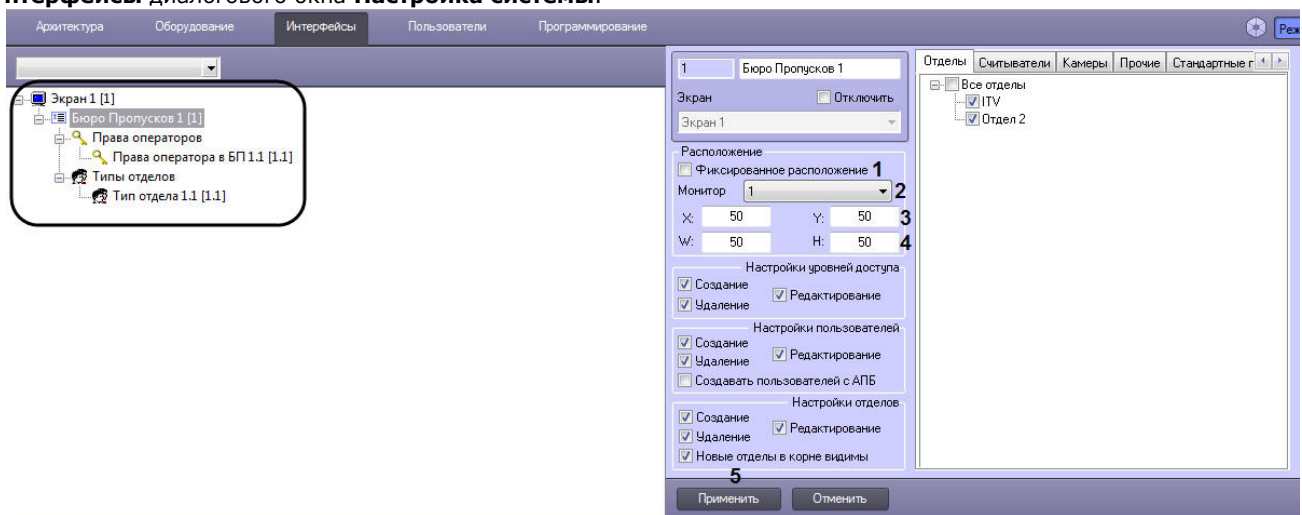 нтерфейсы диалогового окна Настройка системы.
Архитектура Оборудование Интерфейсы Пользователи Программирование
Экран 1 [1]
Бюро Пропусков 1 [1]
Права операторов
Права оператора в БП 1.1 [1.1]
Типы отделов
Тип отдела 1.1 [1.1]
1 Бюро Пропусков 1
Экран Отключить
Экран 1
Расположение
Фиксированное расположение 1
Монитор 1 2
X: 50 Y: 50 3
W: 50 H: 50 4
Настройки уровней доступа
Создание
Редактирование
Удаление
Настройки пользователей
Создание
Редактирование
Удаление
Создавать пользователей с АПБ
Настройки отделов
Создание
Редактирование
Удаление
Новые отделы в корне видимы
5
Применить Отменить
Отделы Считыватели Камеры Прочие Стандартные г
Все отделы
ITV
Отдел 2